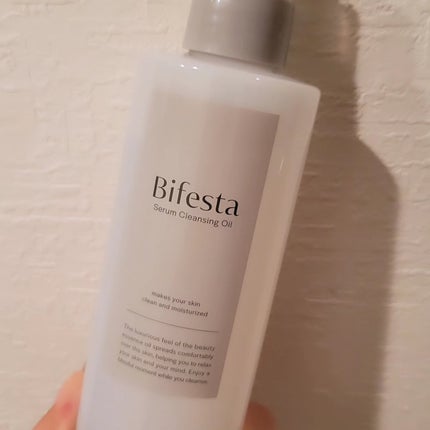 Bifesta
Serum Cleansing Oil
makes your skin
clean and moisturized
The luxurious feel of the beauty
essence oil spreads comfortably
over the skin, helping you to relax
your skin and your mind. Enjoy a
blissful moment while you cleanse.